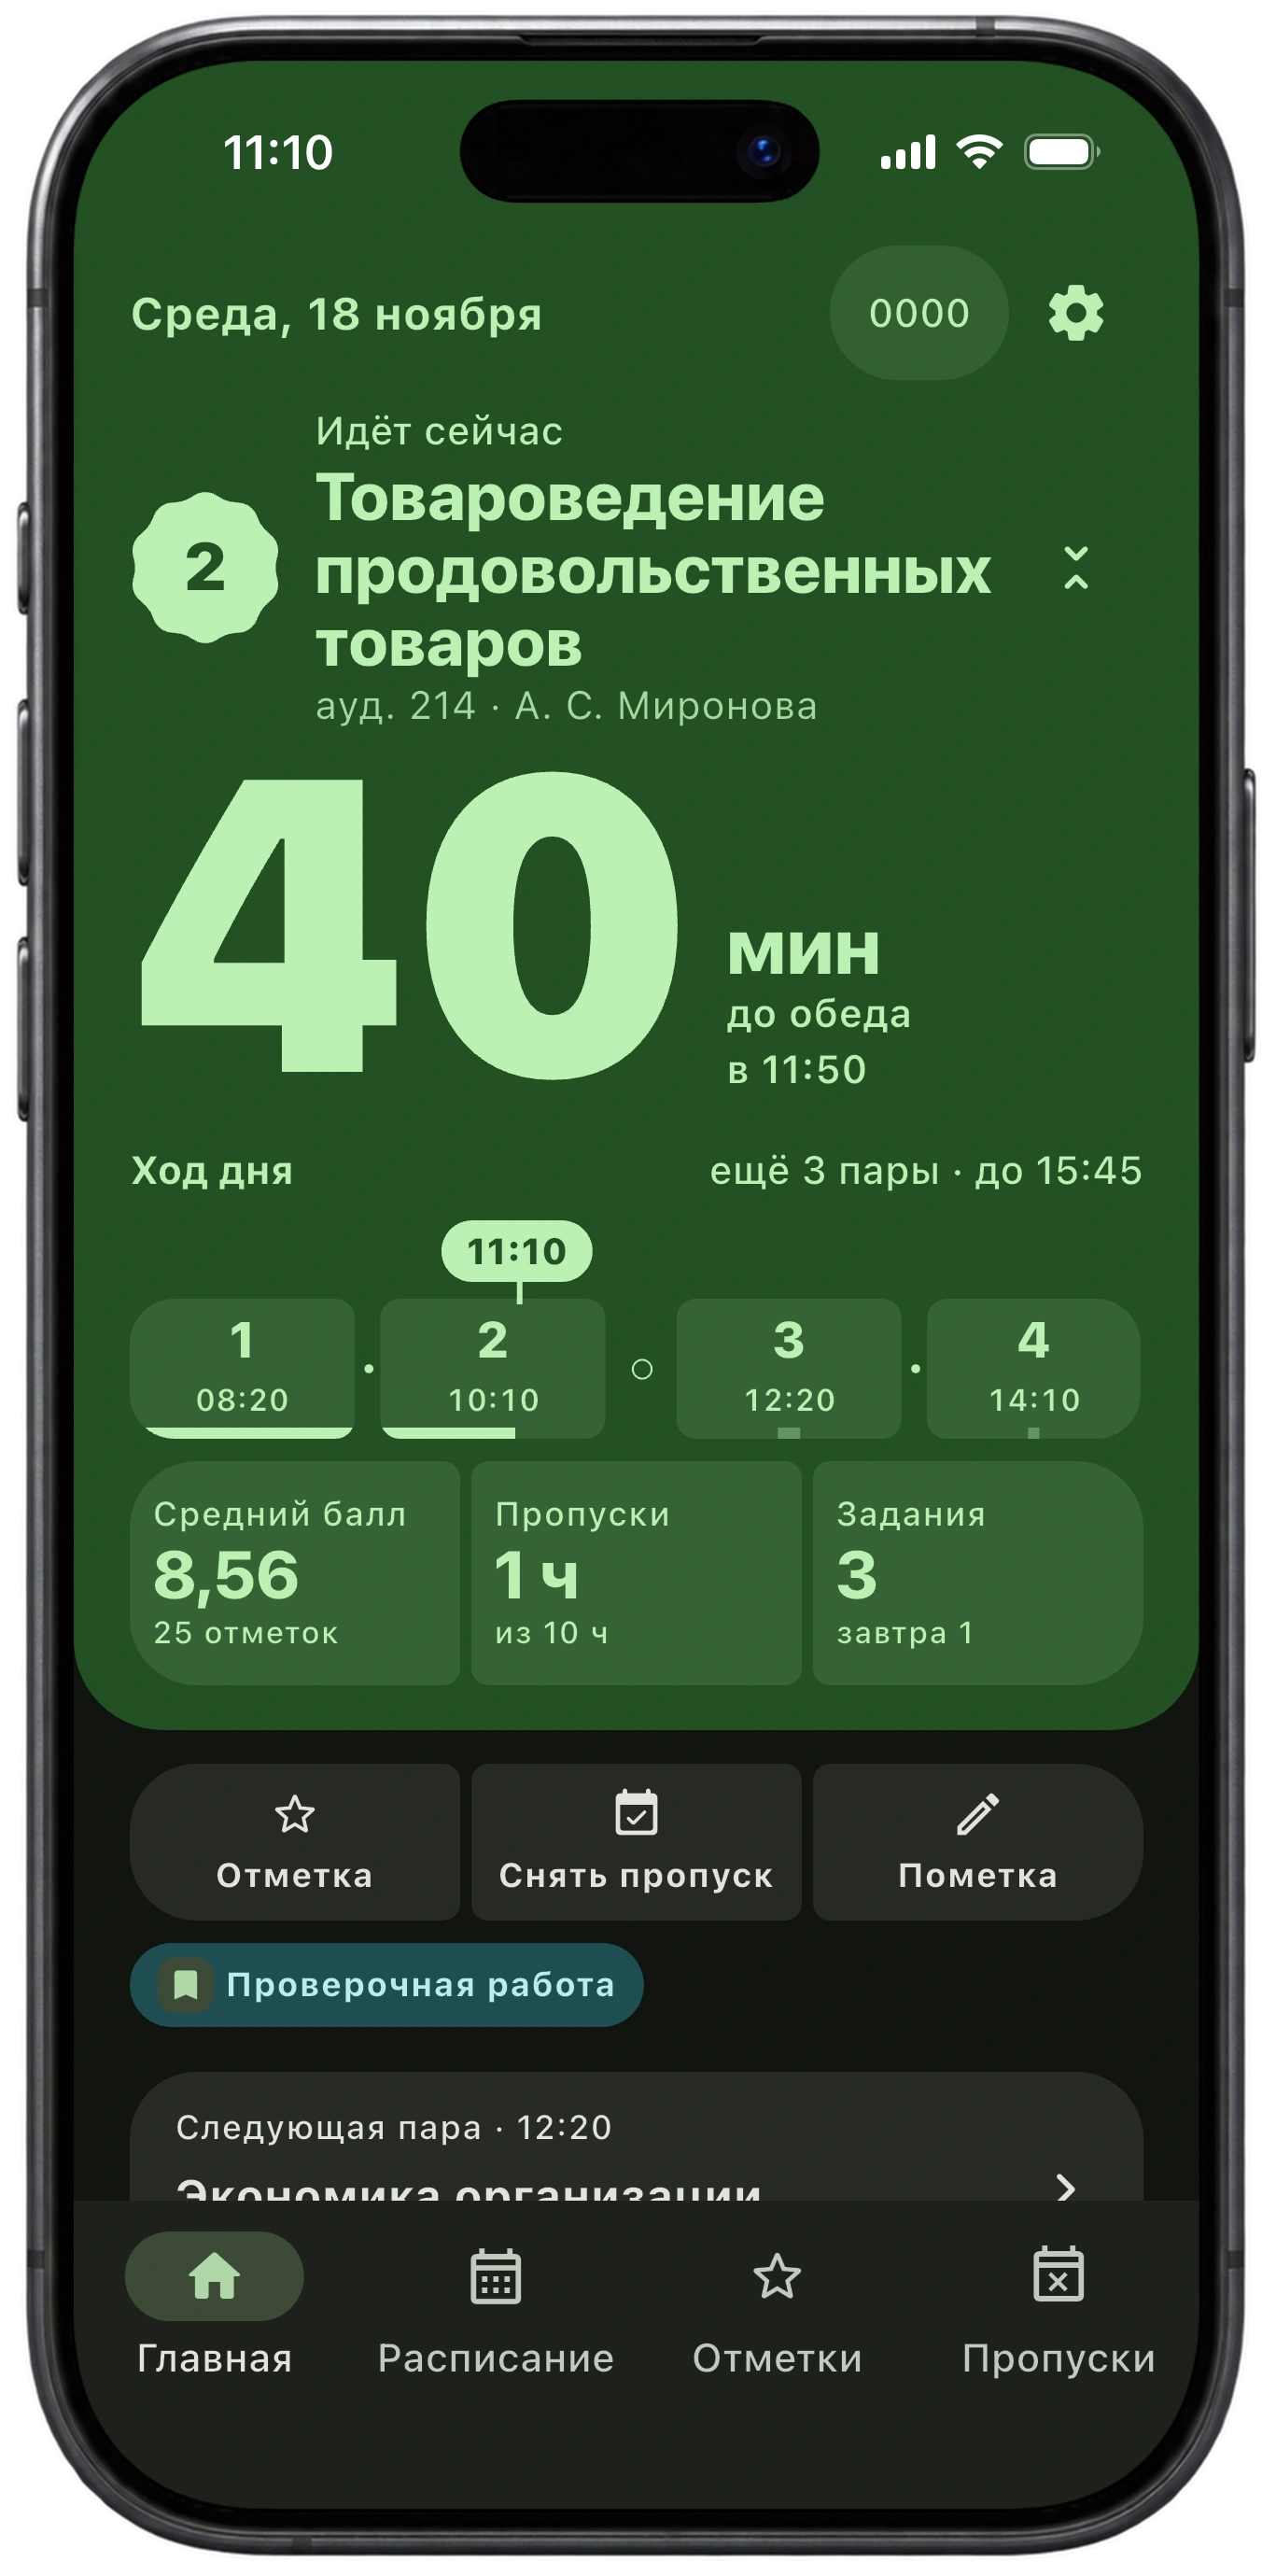 11:10
Среда, 18 ноября
0000
Идёт сейчас
2
Товароведение
продовольственных
товаров
ауд. 214 · А. С. Миронова
40
мин
до обеда
в 11:50
Ход дня
ещё 3 пары · до 15:45
11:10
1
08:20
2
10:10
3
12:20
4
14:10
Средний балл
8,56
25 отметок
Пропуски
1 ч
из 10 ч
Задания
3
завтра 1
Отметка
Снять пропуск
Пометка
Проверочная работа
Следующая пара · 12:20
Экономика организации
Главная
Расписание
Отметки
Пропуски